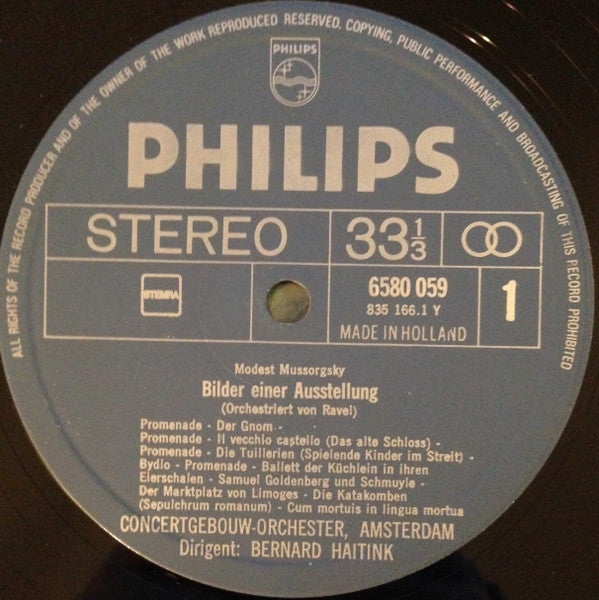 ALL RIGHTS OF THE RECORD PRODUCER AND OF THE OWNER OF THE WORK REPRODUCED RESERVED. COPYING, PUBLIC PERFORMANCE AND BROADCASTING OF THIS RECORD PROHIBITED
PHILIPS
PHILIPS
STEREO 33 1/3
STEMRA
6580 059
835 166.1 Y
MADE IN HOLLAND
1
Modest Mussorgsky
Bilder einer Ausstellung
(Orchestriert von Ravel)
Promenade - Der Gnom -
Promenade - Il vecchio castello (Das alte Schloss) -
Promenade - Die Tuillerien (Spielende Kinder im Streit) -
Bydlo - Promenade - Ballett der Küchlein in ihren
Eierschalen - Samuel Goldenberg und Schmuyle -
Der Marktplatz von Limoges - Die Katakomben
(Sepulchrum romanum) - Cum mortuis in lingua mortua
CONCERTGEBOUW-ORCHESTER, AMSTERDAM
Dirigent: BERNARD HAITINK